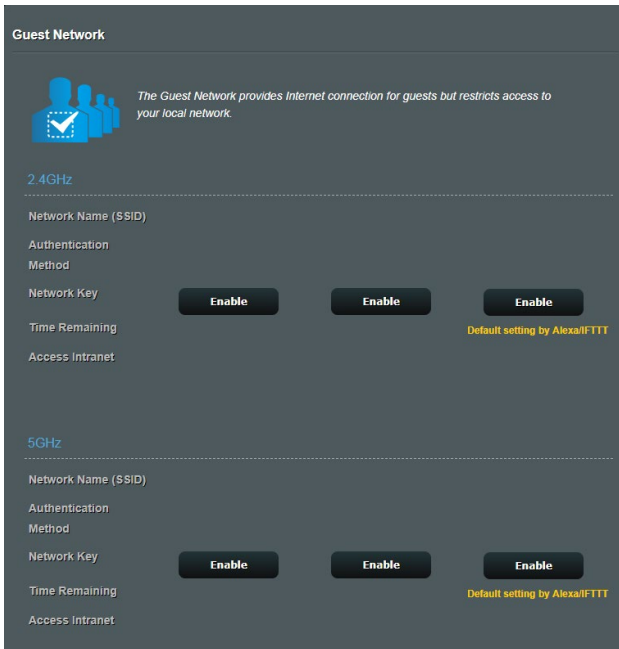 Guest Network
The Guest Network provides Internet connection for guests but restricts access to
your local network.
2.4GHz
Network Name (SSID)
Authentication
Method
Network Key
Enable Enable Enable
Time Remaining
Default setting by Alexa/IFTTT
Access Intranet
5GHz
Network Name (SSID)
Authentication
Method
Network Key
Enable Enable Enable
Time Remaining
Default setting by Alexa/IFTTT
Access Intranet